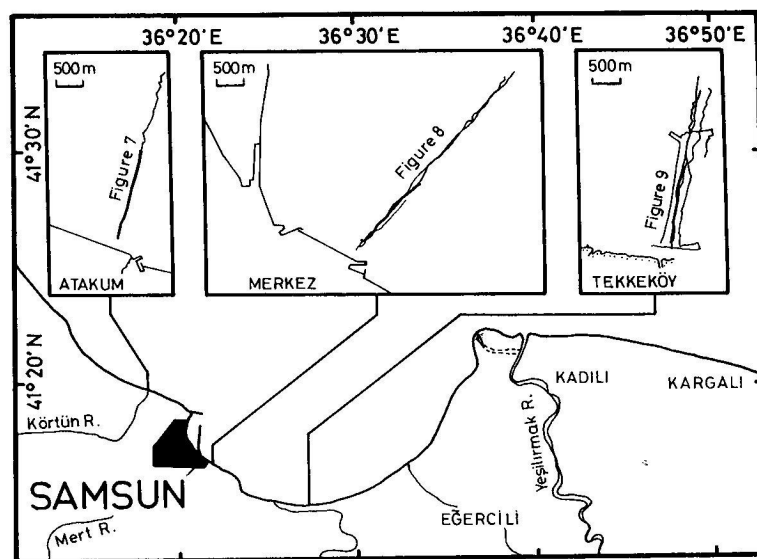 36°20'E 36°30'E 36°40'E 36°50'E
500m
500m
500m
41°30'N
Figure 7
Figure 8
Figure 9
ATAKUM
MERKEZ
TEKKEKÖY
41°20'N
KADILI
KARGALI
Körtün R.
Yeşilırmak R.
SAMSUN
EĞERCİLİ
Mert R.